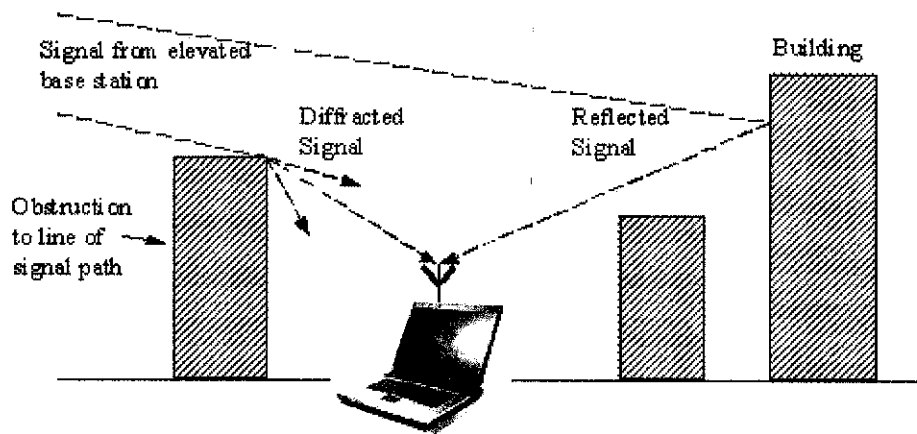 Signal from elevated
base station
Building
Diffracted
Signal
Reflected
Signal
Obstruction
to line of
signal path